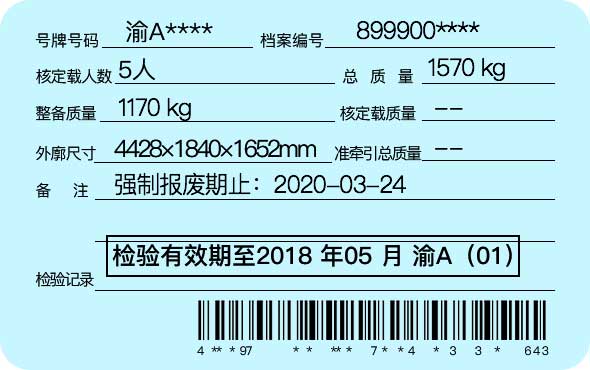 号牌号码 渝A**** 档案编号 899900****
核定载人数 5人 总 质 量 1570 kg
整备质量 1170 kg 核定载质量 --
外廓尺寸 4428×1840×1652mm 准牵引总质量 --
备 注 强制报废期止：2020-03-24
检验有效期至2018 年05 月 渝A（01）
检验记录
4 ** * 97 * * ** * 7 * * 4 * 3 3 * 643